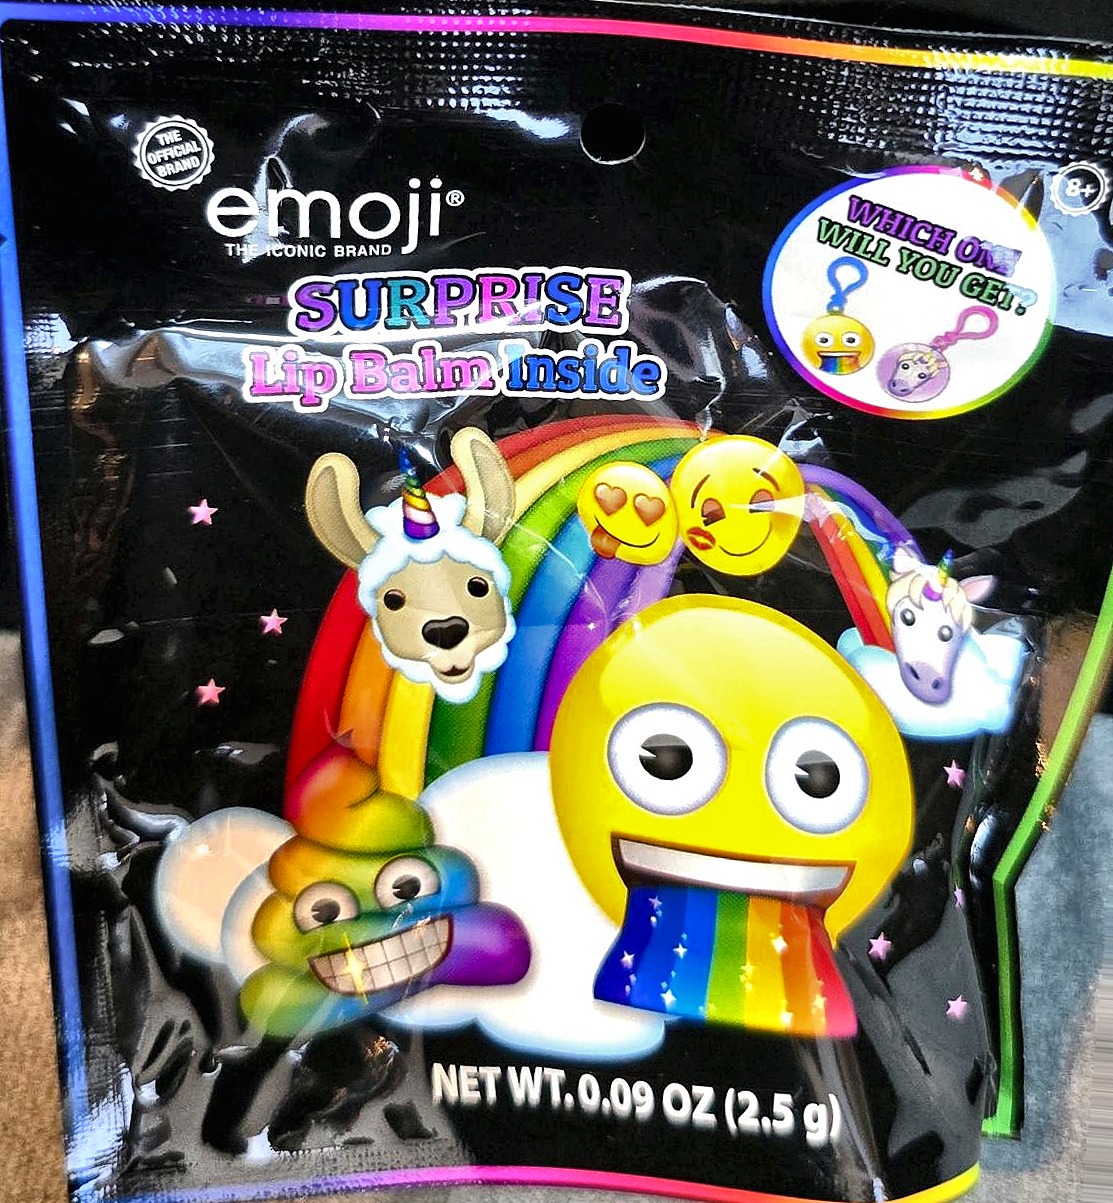 THE
OFFICIAL
BRAND
emoji®
THE ICONIC BRAND
SURPRISE
Lip Balm Inside
WHICH ONE
WILL YOU GET?
8+
NET WT. 0.09 OZ (2.5 g)